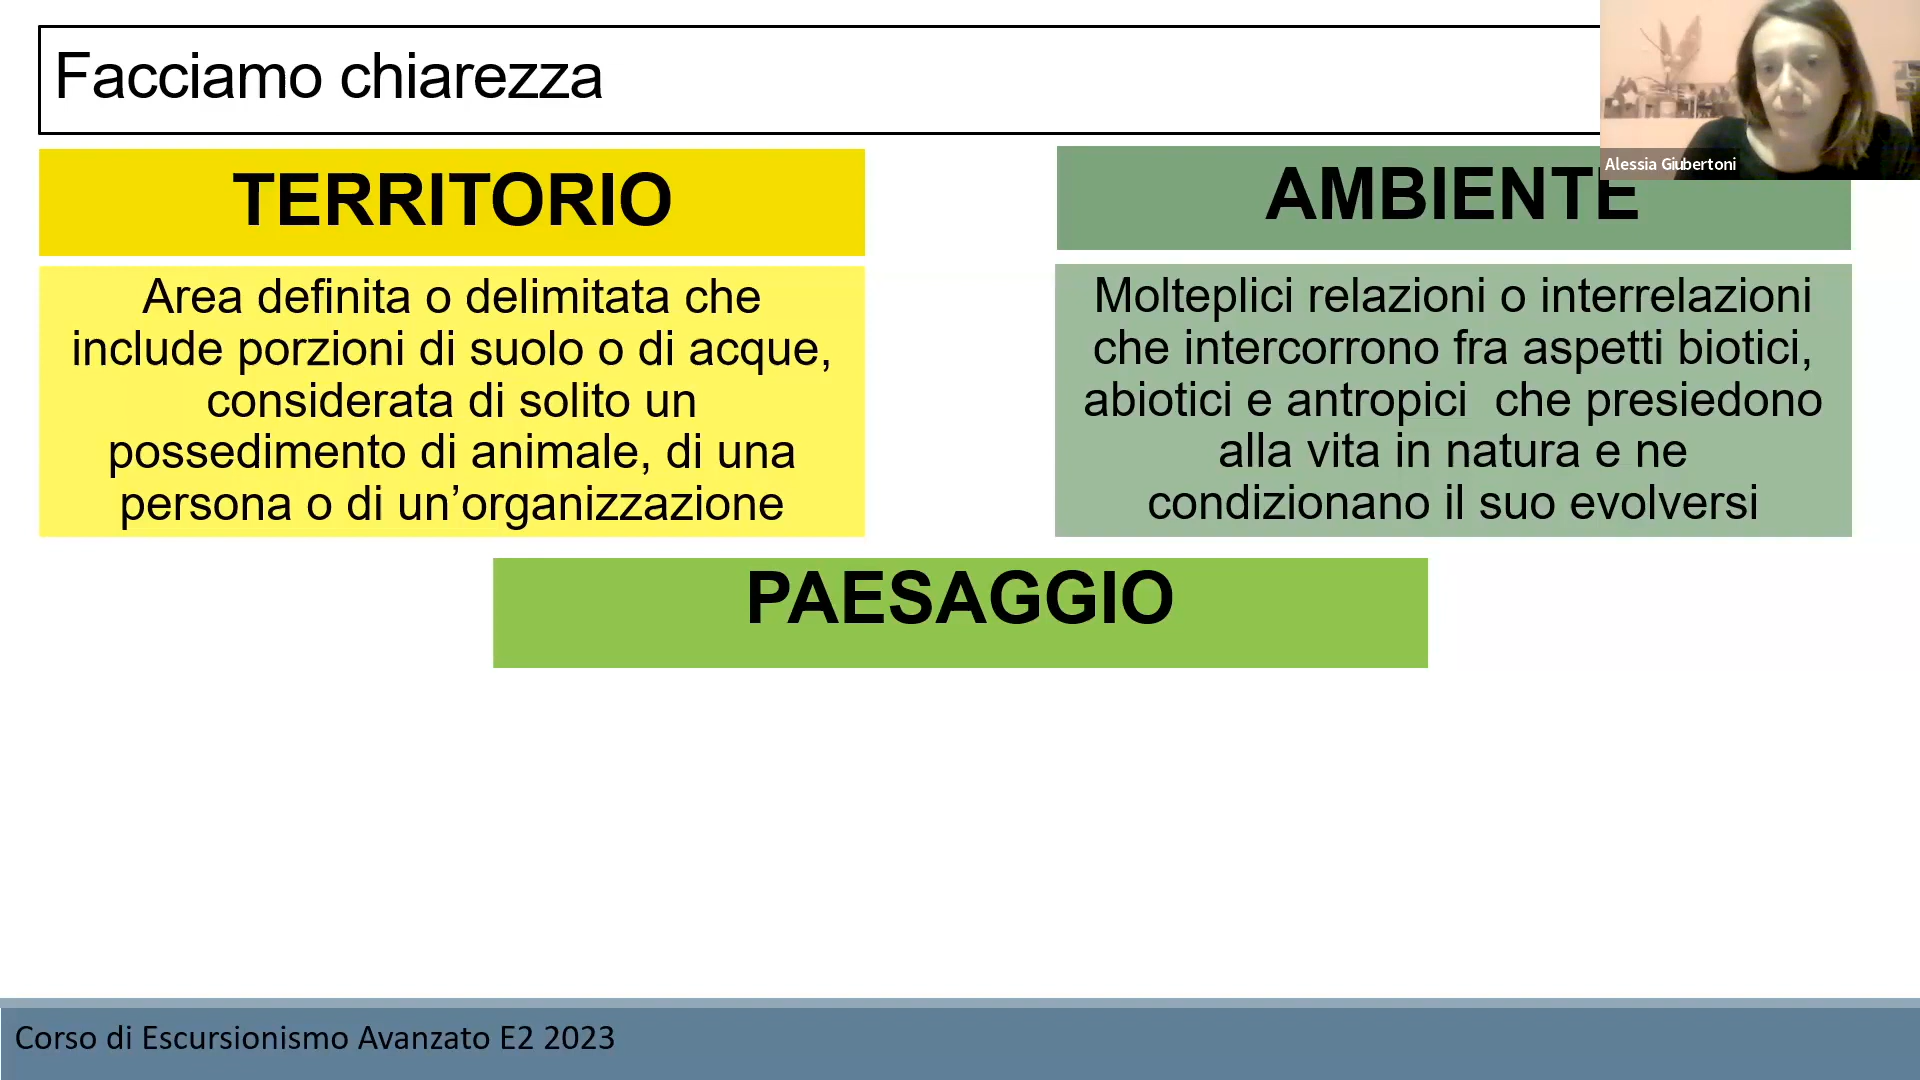 Facciamo chiarezza
Alessia Giubertoni
TERRITORIO
AMBIENTE
Area definita o delimitata che
include porzioni di suolo o di acque,
considerata di solito un
possedimento di animale, di una
persona o di un’organizzazione
Molteplici relazioni o interrelazioni
che intercorrono fra aspetti biotici,
abiotici e antropici  che presiedono
alla vita in natura e ne
condizionano il suo evolversi
PAESAGGIO
Corso di Escursionismo Avanzato E2 2023